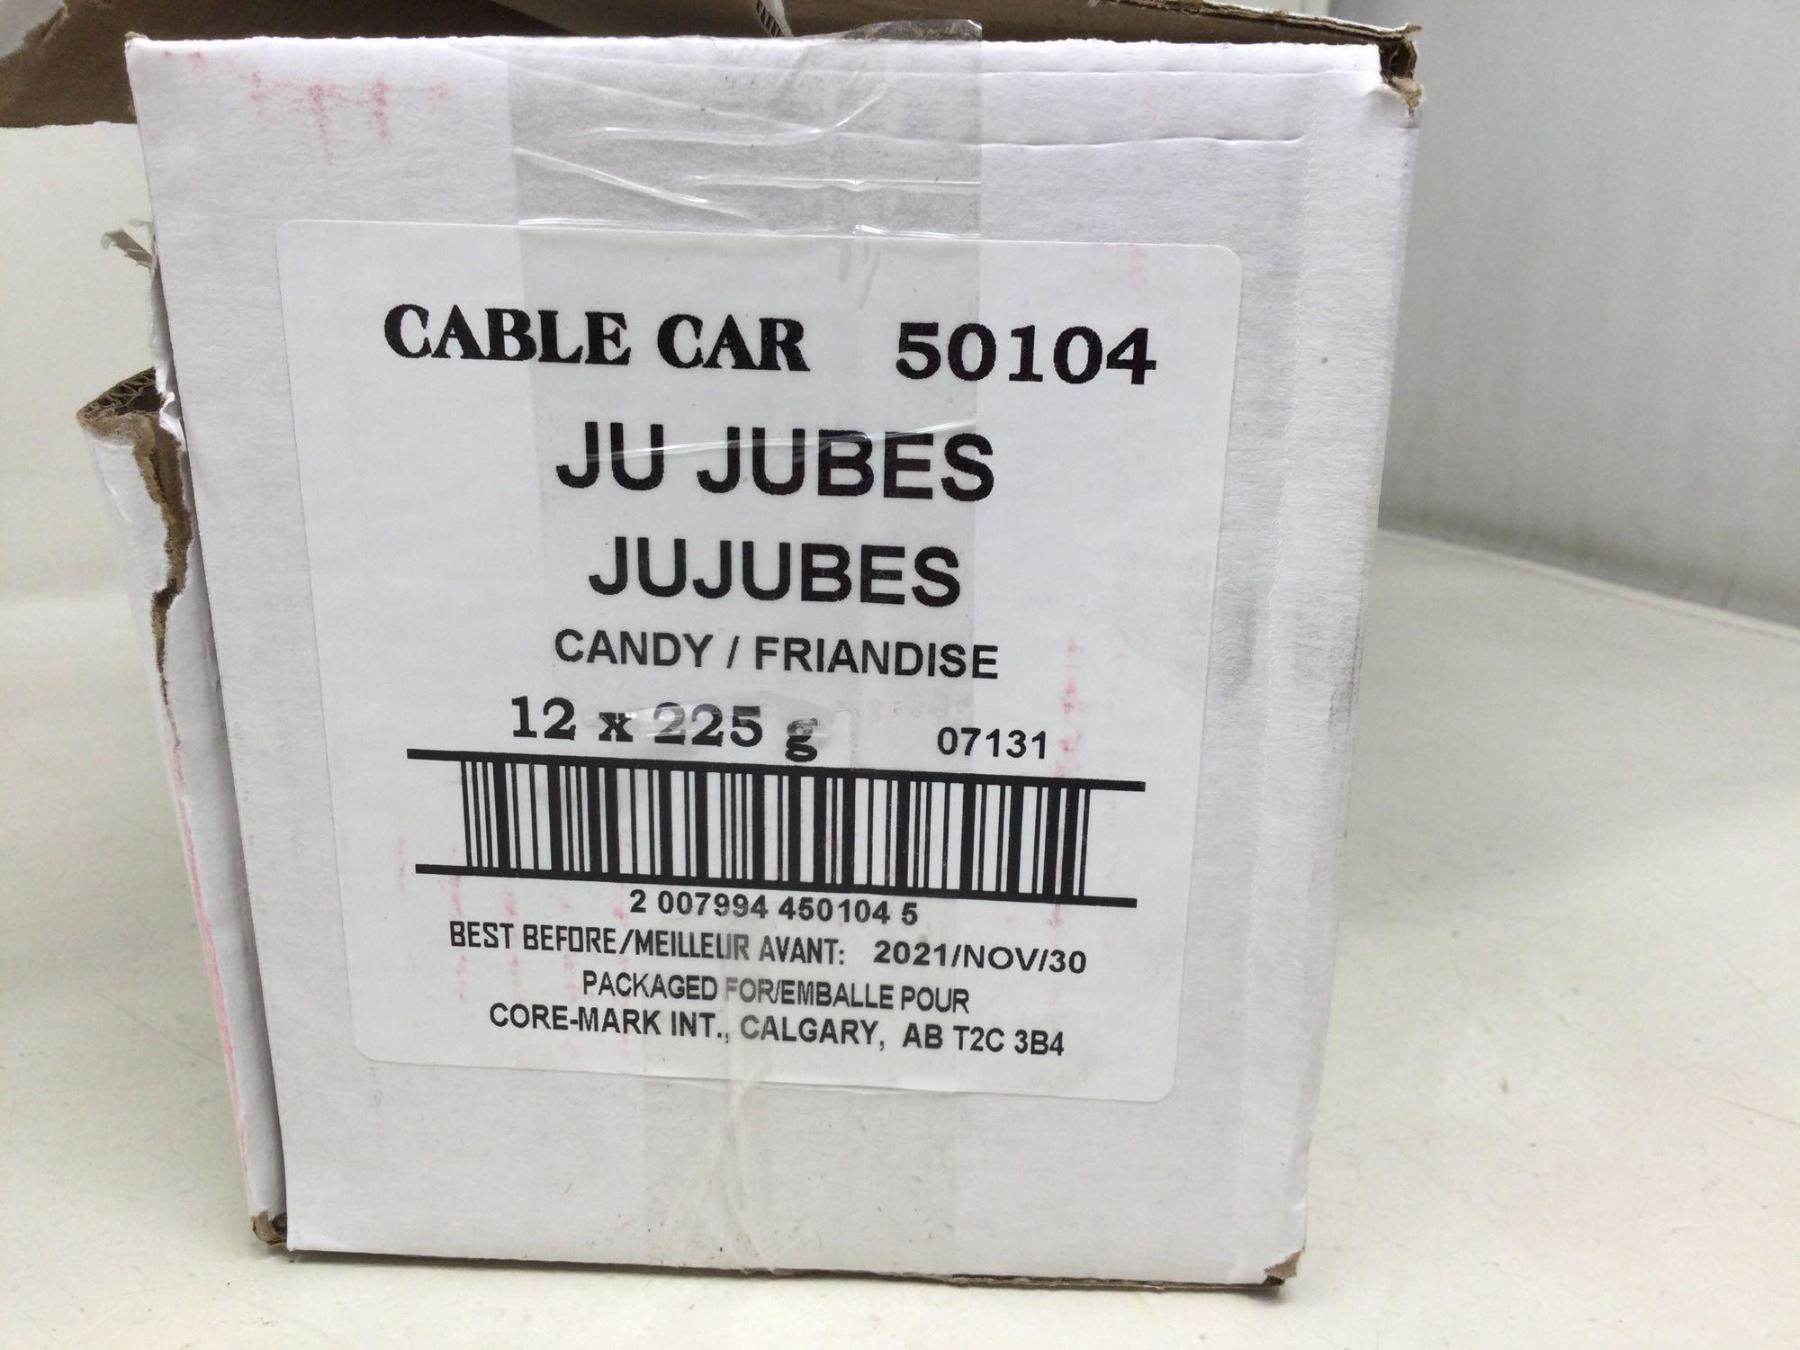 CABLE CAR 50104
JU JUBES
JUJUBES
CANDY / FRIANDISE
12 x 225 g 07131
2 007994 450104 5
BEST BEFORE/MEILLEUR AVANT: 2021/NOV/30
PACKAGED FOR/EMBALLE POUR
CORE-MARK INT., CALGARY, AB T2C 3B4